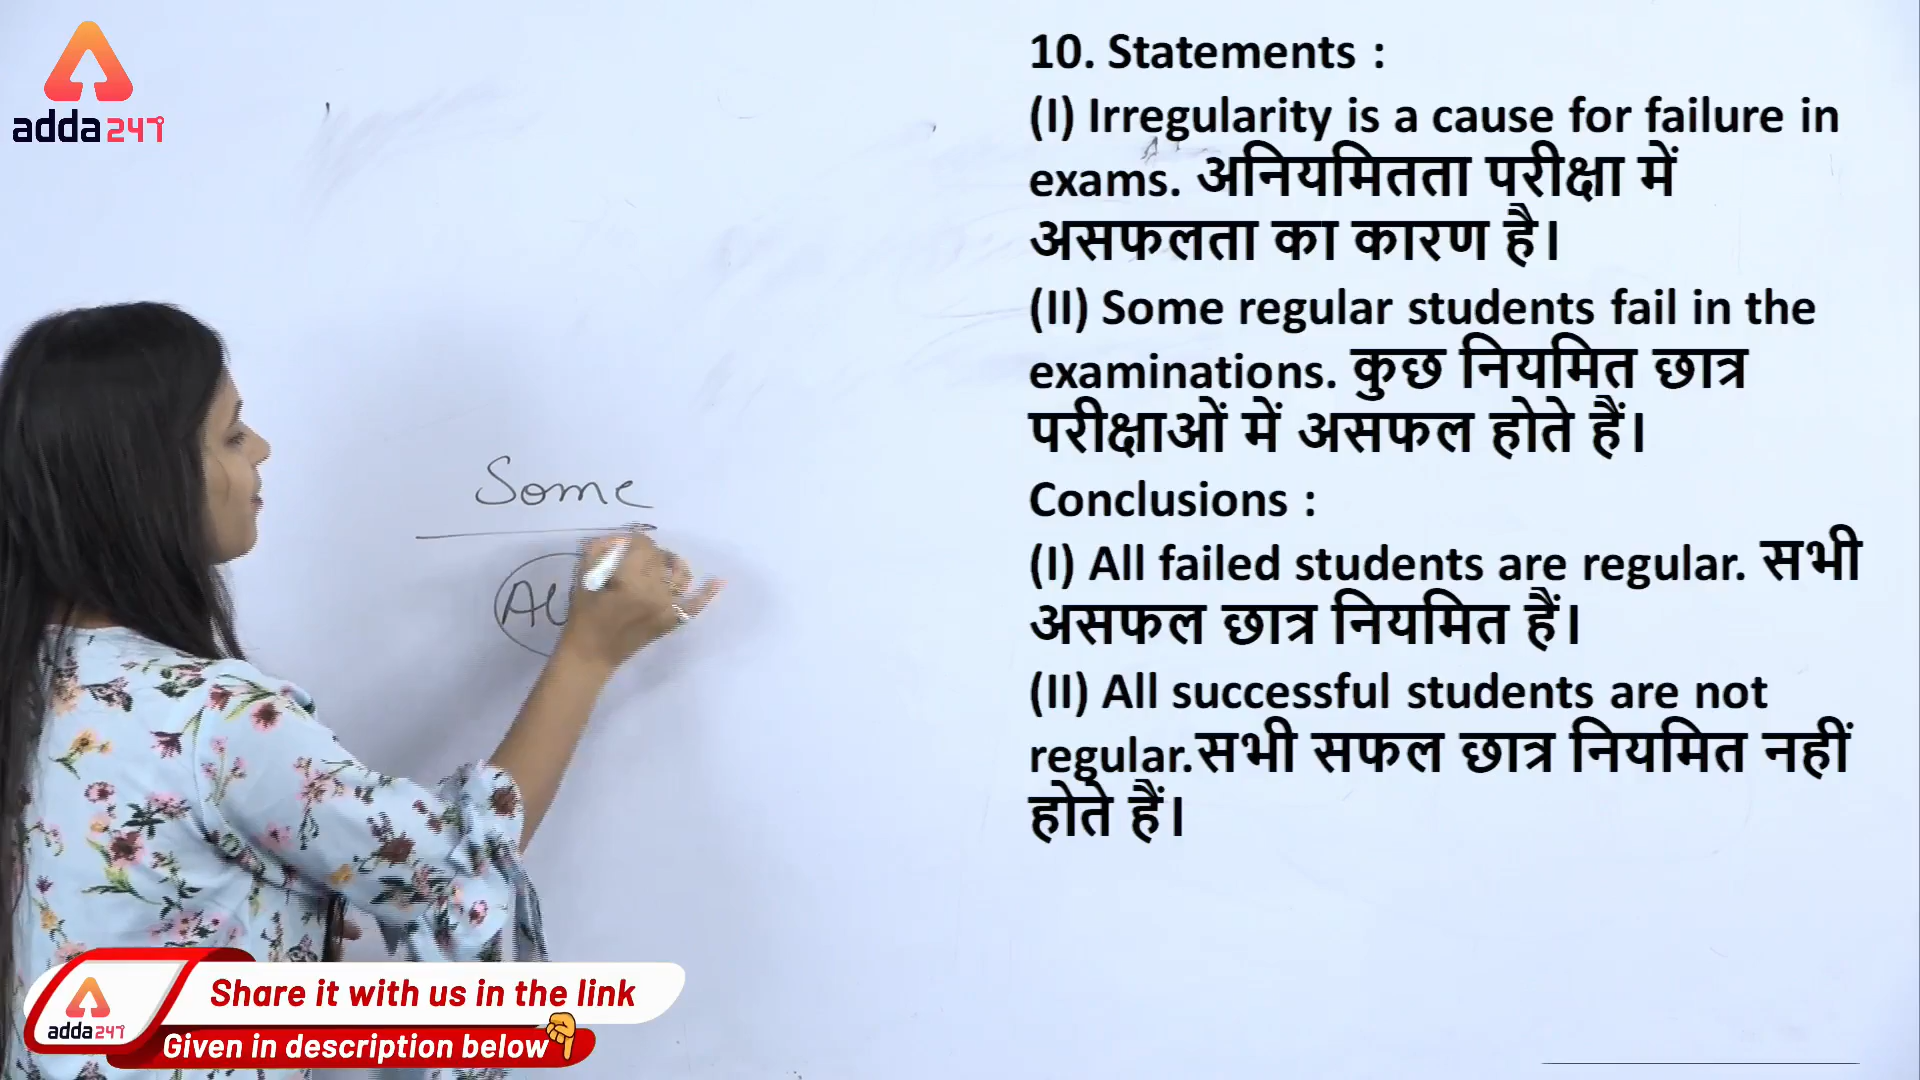 adda247
10. Statements :
(I) Irregularity is a cause for failure in
exams. अनियमितता परीक्षा में
असफलता का कारण है।
(II) Some regular students fail in the
examinations. कुछ नियमित छात्र
परीक्षाओं में असफल होते हैं।
Conclusions :
(I) All failed students are regular. सभी
असफल छात्र नियमित हैं।
(II) All successful students are not
regular.सभी सफल छात्र नियमित नहीं
होते हैं।
Some
adda247
Share it with us in the link
Given in description below